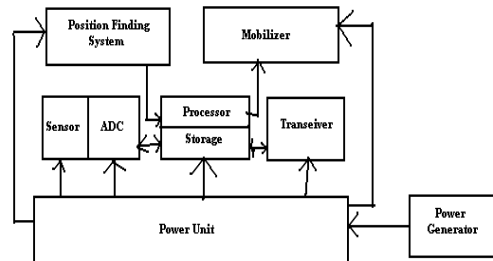 Position Finding
System
Mobilizer
Sensor
ADC
Processor
Storage
Transeiver
Power Unit
Power
Generator